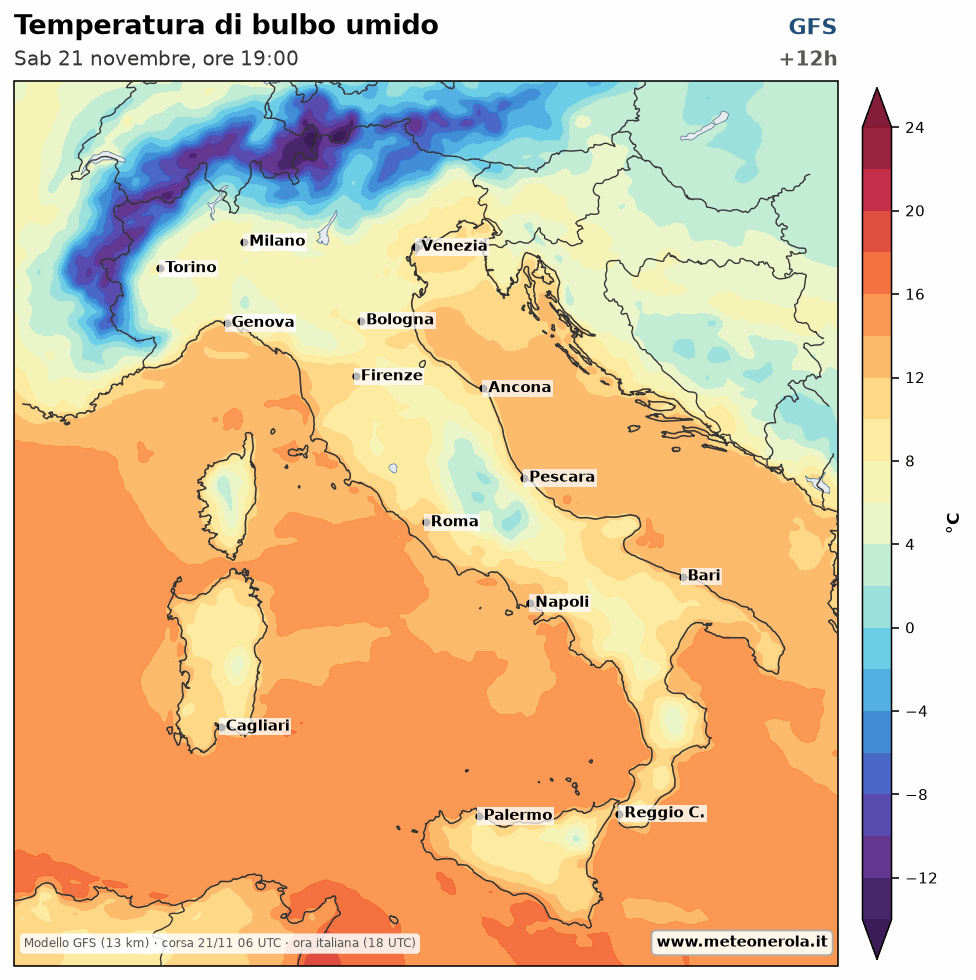 Temperatura di bulbo umido
GFS
Sab 21 novembre, ore 19:00
+12h
24
20
16
12
8
4
0
−4
−8
−12
°C
Milano
Venezia
Torino
Genova
Bologna
Firenze
Ancona
Pescara
Roma
Bari
Napoli
Cagliari
Palermo
Reggio C.
Modello GFS (13 km) · corsa 21/11 06 UTC · ora italiana (18 UTC)
www.meteonerola.it